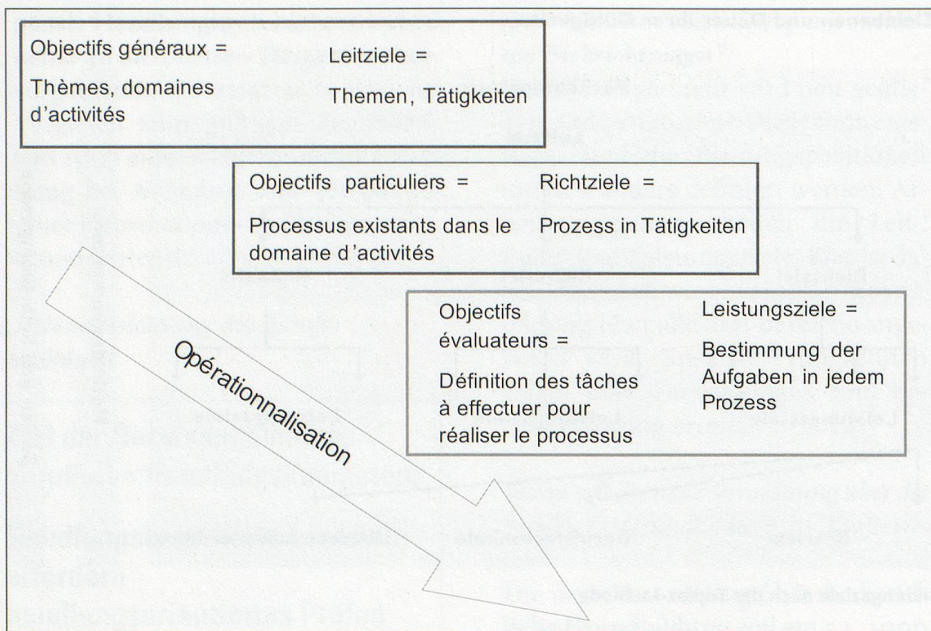 Objectifs généraux =
Thèmes, domaines
d'activités
Leitziele =
Themen, Tätigkeiten
Objectifs particuliers =
Processus existants dans le
domaine d'activités
Richtziele =
Prozess in Tätigkeiten
Objectifs
évaluateurs =
Définition des tâches
à effectuer pour
réaliser le processus
Leistungsziele =
Bestimmung der
Aufgaben in jedem
Prozess
Opérationnalisation